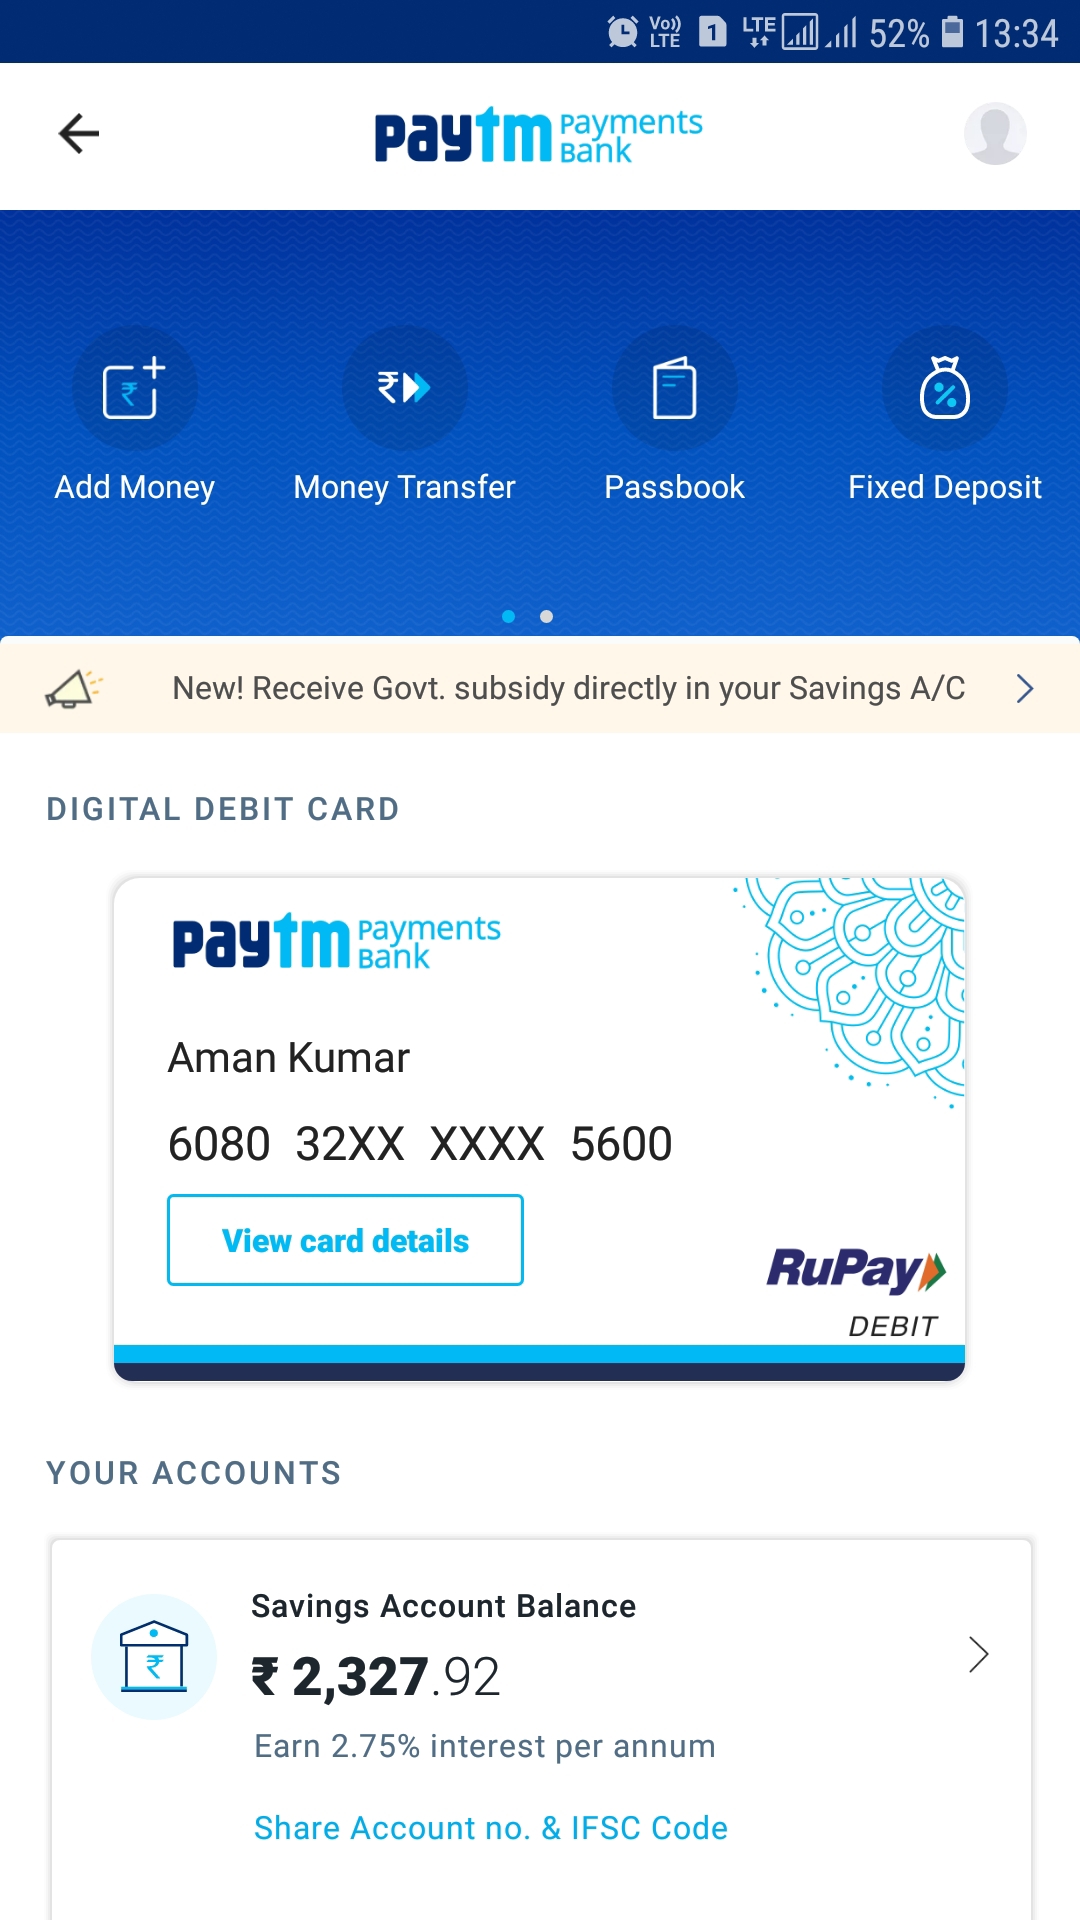 Vo)) LTE 1 LTE 52% 13:34
paytm Payments Bank
₹ ₹ %
Add Money Money Transfer Passbook Fixed Deposit
New! Receive Govt. subsidy directly in your Savings A/C
DIGITAL DEBIT CARD
paytm Payments Bank
Aman Kumar
6080 32XX XXXX 5600
View card details
RuPay
DEBIT
YOUR ACCOUNTS
Savings Account Balance
₹ 2,327.92
Earn 2.75% interest per annum
Share Account no. & IFSC Code